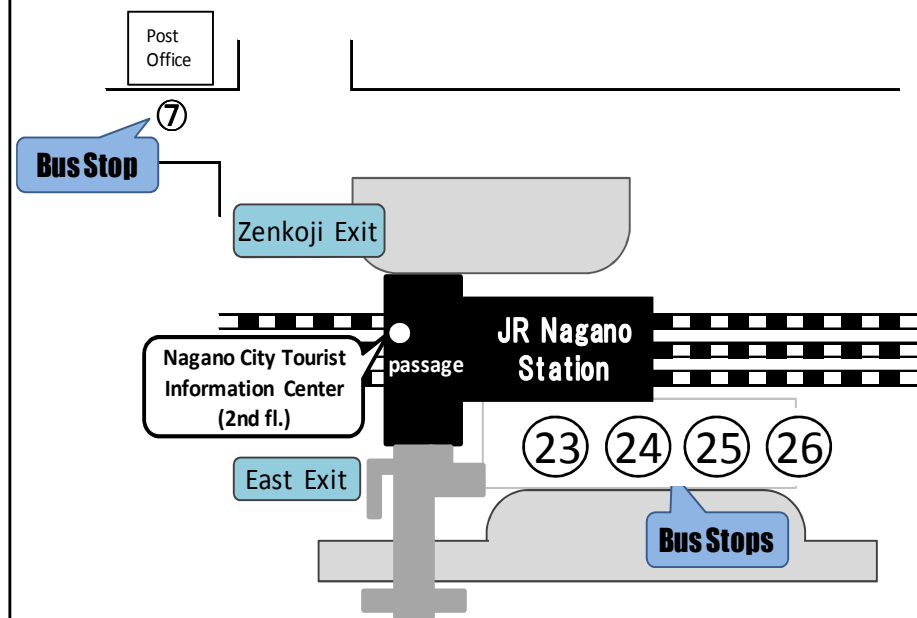 Post
Office
⑦
Bus Stop
Zenkoji Exit
JR Nagano
Station
passage
Nagano City Tourist
Information Center
(2nd fl.)
East Exit
23 24 25 26
Bus Stops